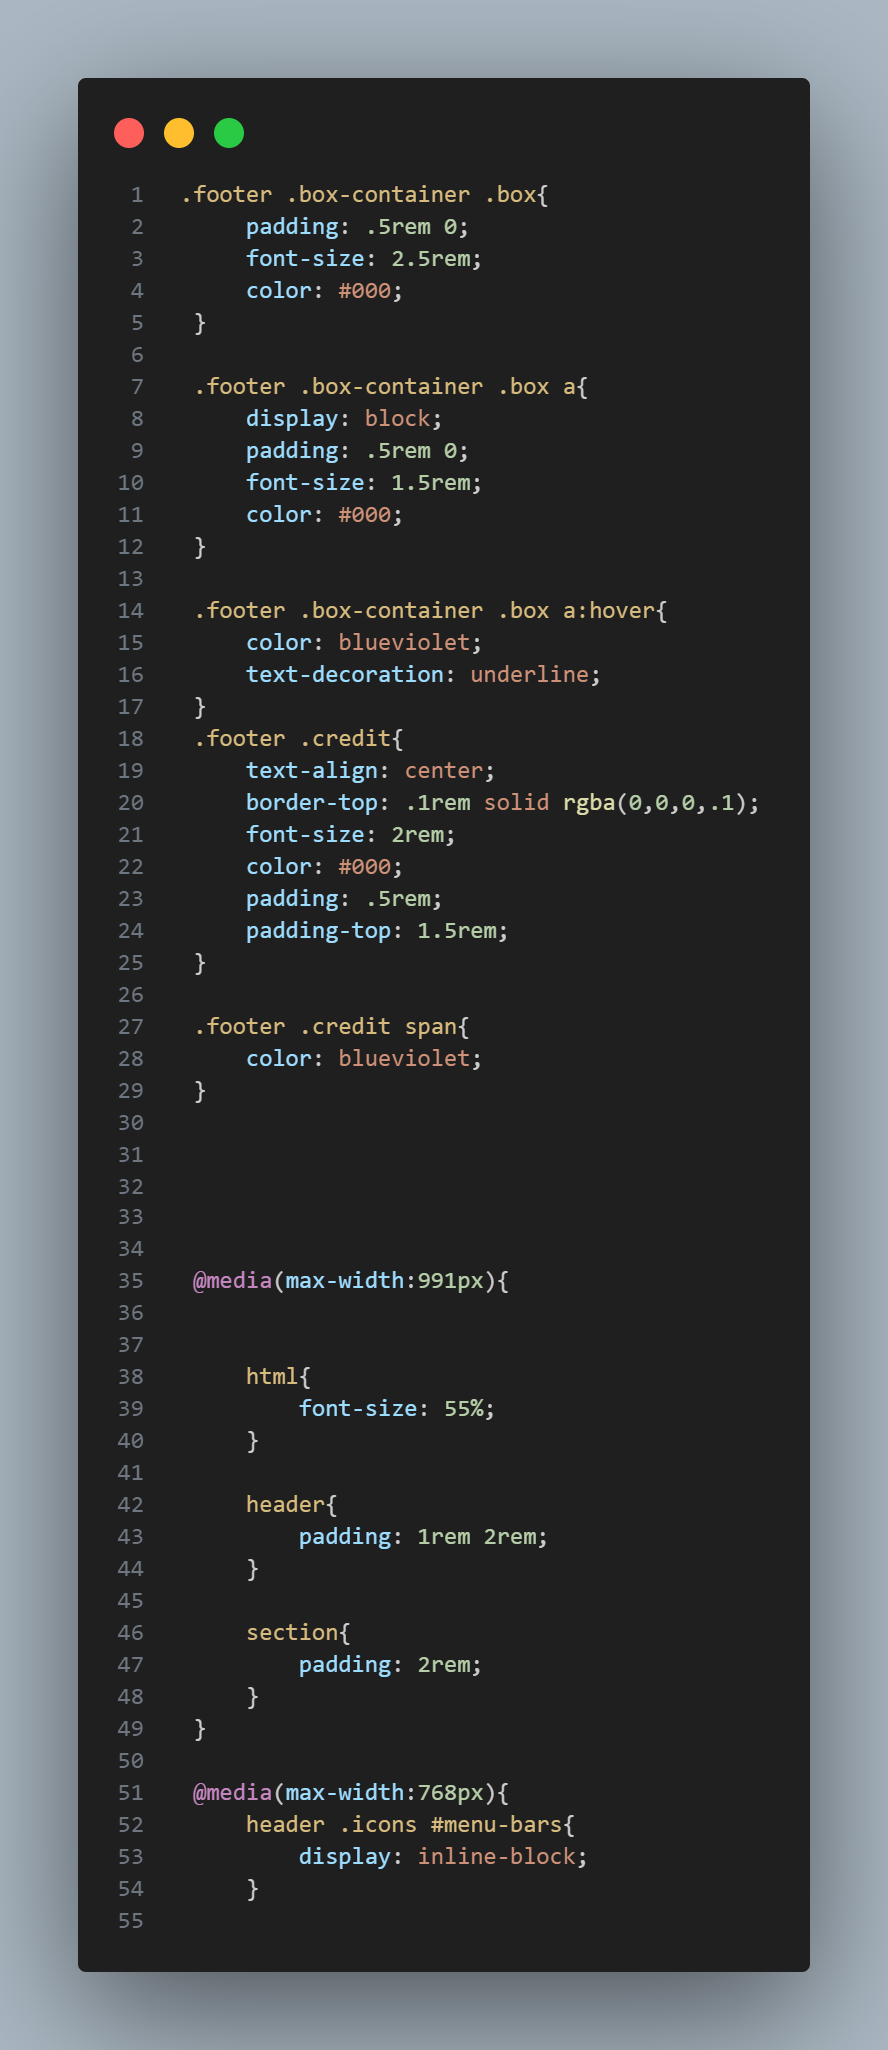 1 .footer .box-container .box{
2 padding: .5rem 0;
3 font-size: 2.5rem;
4 color: #000;
5 }
6
7 .footer .box-container .box a{
8 display: block;
9 padding: .5rem 0;
10 font-size: 1.5rem;
11 color: #000;
12 }
13
14 .footer .box-container .box a:hover{
15 color: blueviolet;
16 text-decoration: underline;
17 }
18 .footer .credit{
19 text-align: center;
20 border-top: .1rem solid rgba(0,0,0,.1);
21 font-size: 2rem;
22 color: #000;
23 padding: .5rem;
24 padding-top: 1.5rem;
25 }
26
27 .footer .credit span{
28 color: blueviolet;
29 }
30
31
32
33
34
35 @media(max-width:991px){
36
37
38 html{
39 font-size: 55%;
40 }
41
42 header{
43 padding: 1rem 2rem;
44 }
45
46 section{
47 padding: 2rem;
48 }
49 }
50
51 @media(max-width:768px){
52 header .icons #menu-bars{
53 display: inline-block;
54 }
55